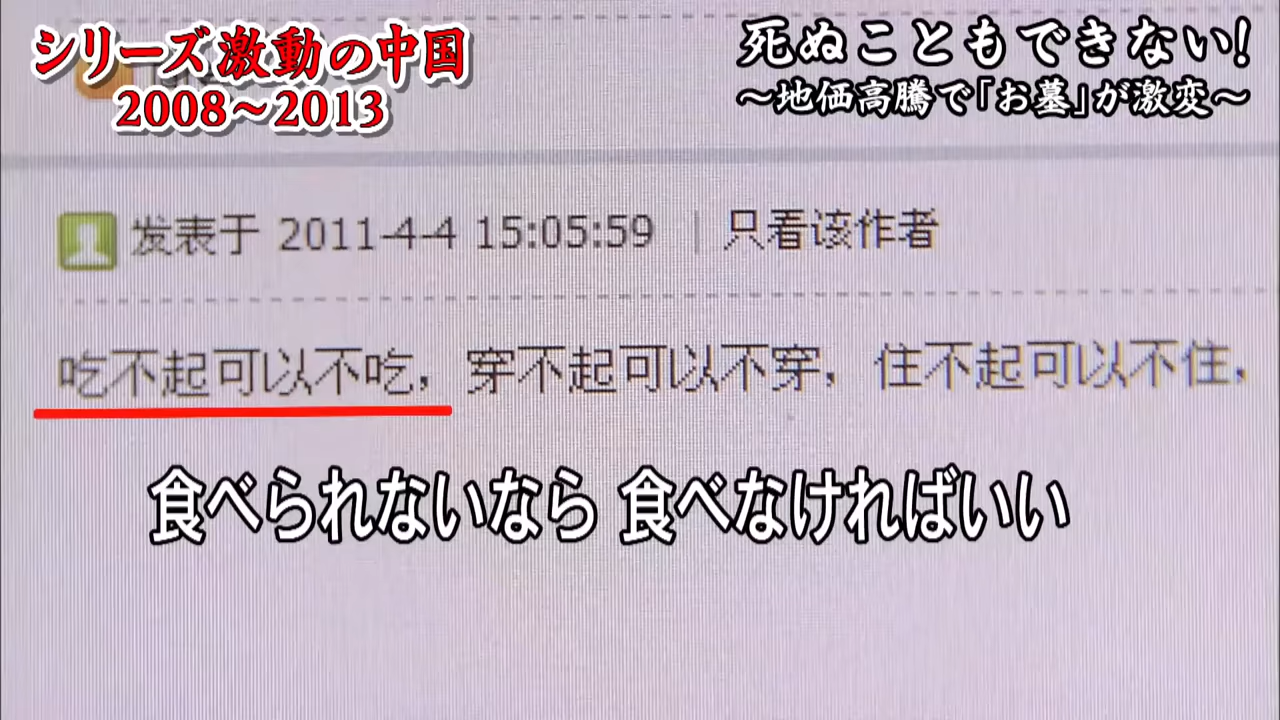 シリーズ激動の中国
2008～2013
死ぬこともできない!
～地価高騰で「お墓」が激変～
发表于 2011-4-4 15:05:59 | 只看该作者
吃不起可以不吃，穿不起可以不穿，住不起可以不住，
食べられないなら 食べなければいい